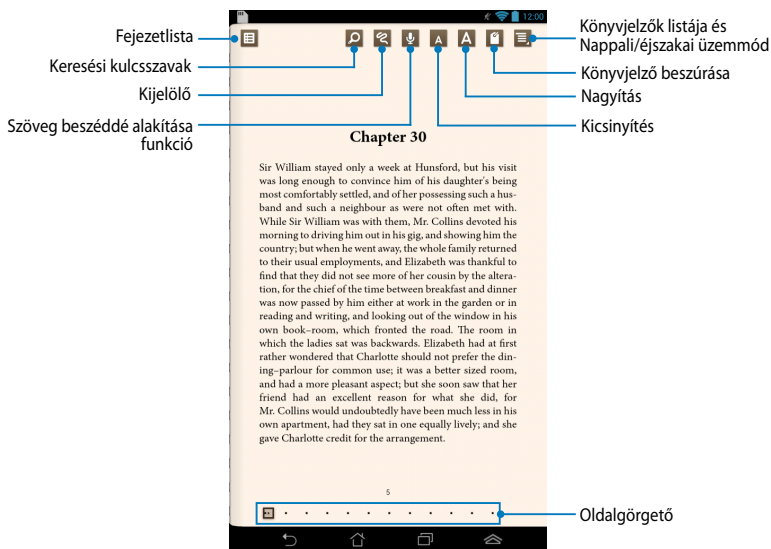 12:00
Fejezetlista
Keresési kulcsszavak
Kijelölő
Szöveg beszéddé alakítása
funkció
Könyvjelzők listája és
Nappali/éjszakai üzemmód
Könyvjelző beszúrása
Nagyítás
Kicsinyítés
A
A
Chapter 30
Sir William stayed only a week at Hunsford, but his visit
was long enough to convince him of his daughter's being
most comfortably settled, and of her possessing such a hus-
band and such a neighbour as were not often met with.
While Sir William was with them, Mr. Collins devoted his
morning to driving him out in his gig, and showing him the
country; but when he went away, the whole family returned
to their usual employments, and Elizabeth was thankful to
find that they did not see more of her cousin by the altera-
tion, for the chief of the time between breakfast and dinner
was now passed by him either at work in the garden or in
reading and writing, and looking out of the window in his
own book–room, which fronted the road. The room in
which the ladies sat was backwards. Elizabeth had at first
rather wondered that Charlotte should not prefer the din-
ing–parlour for common use; it was a better sized room,
and had a more pleasant aspect; but she soon saw that her
friend had an excellent reason for what she did, for
Mr. Collins would undoubtedly have been much less in his
own apartment, had they sat in one equally lively; and she
gave Charlotte credit for the arrangement.
5
Oldalgörgető